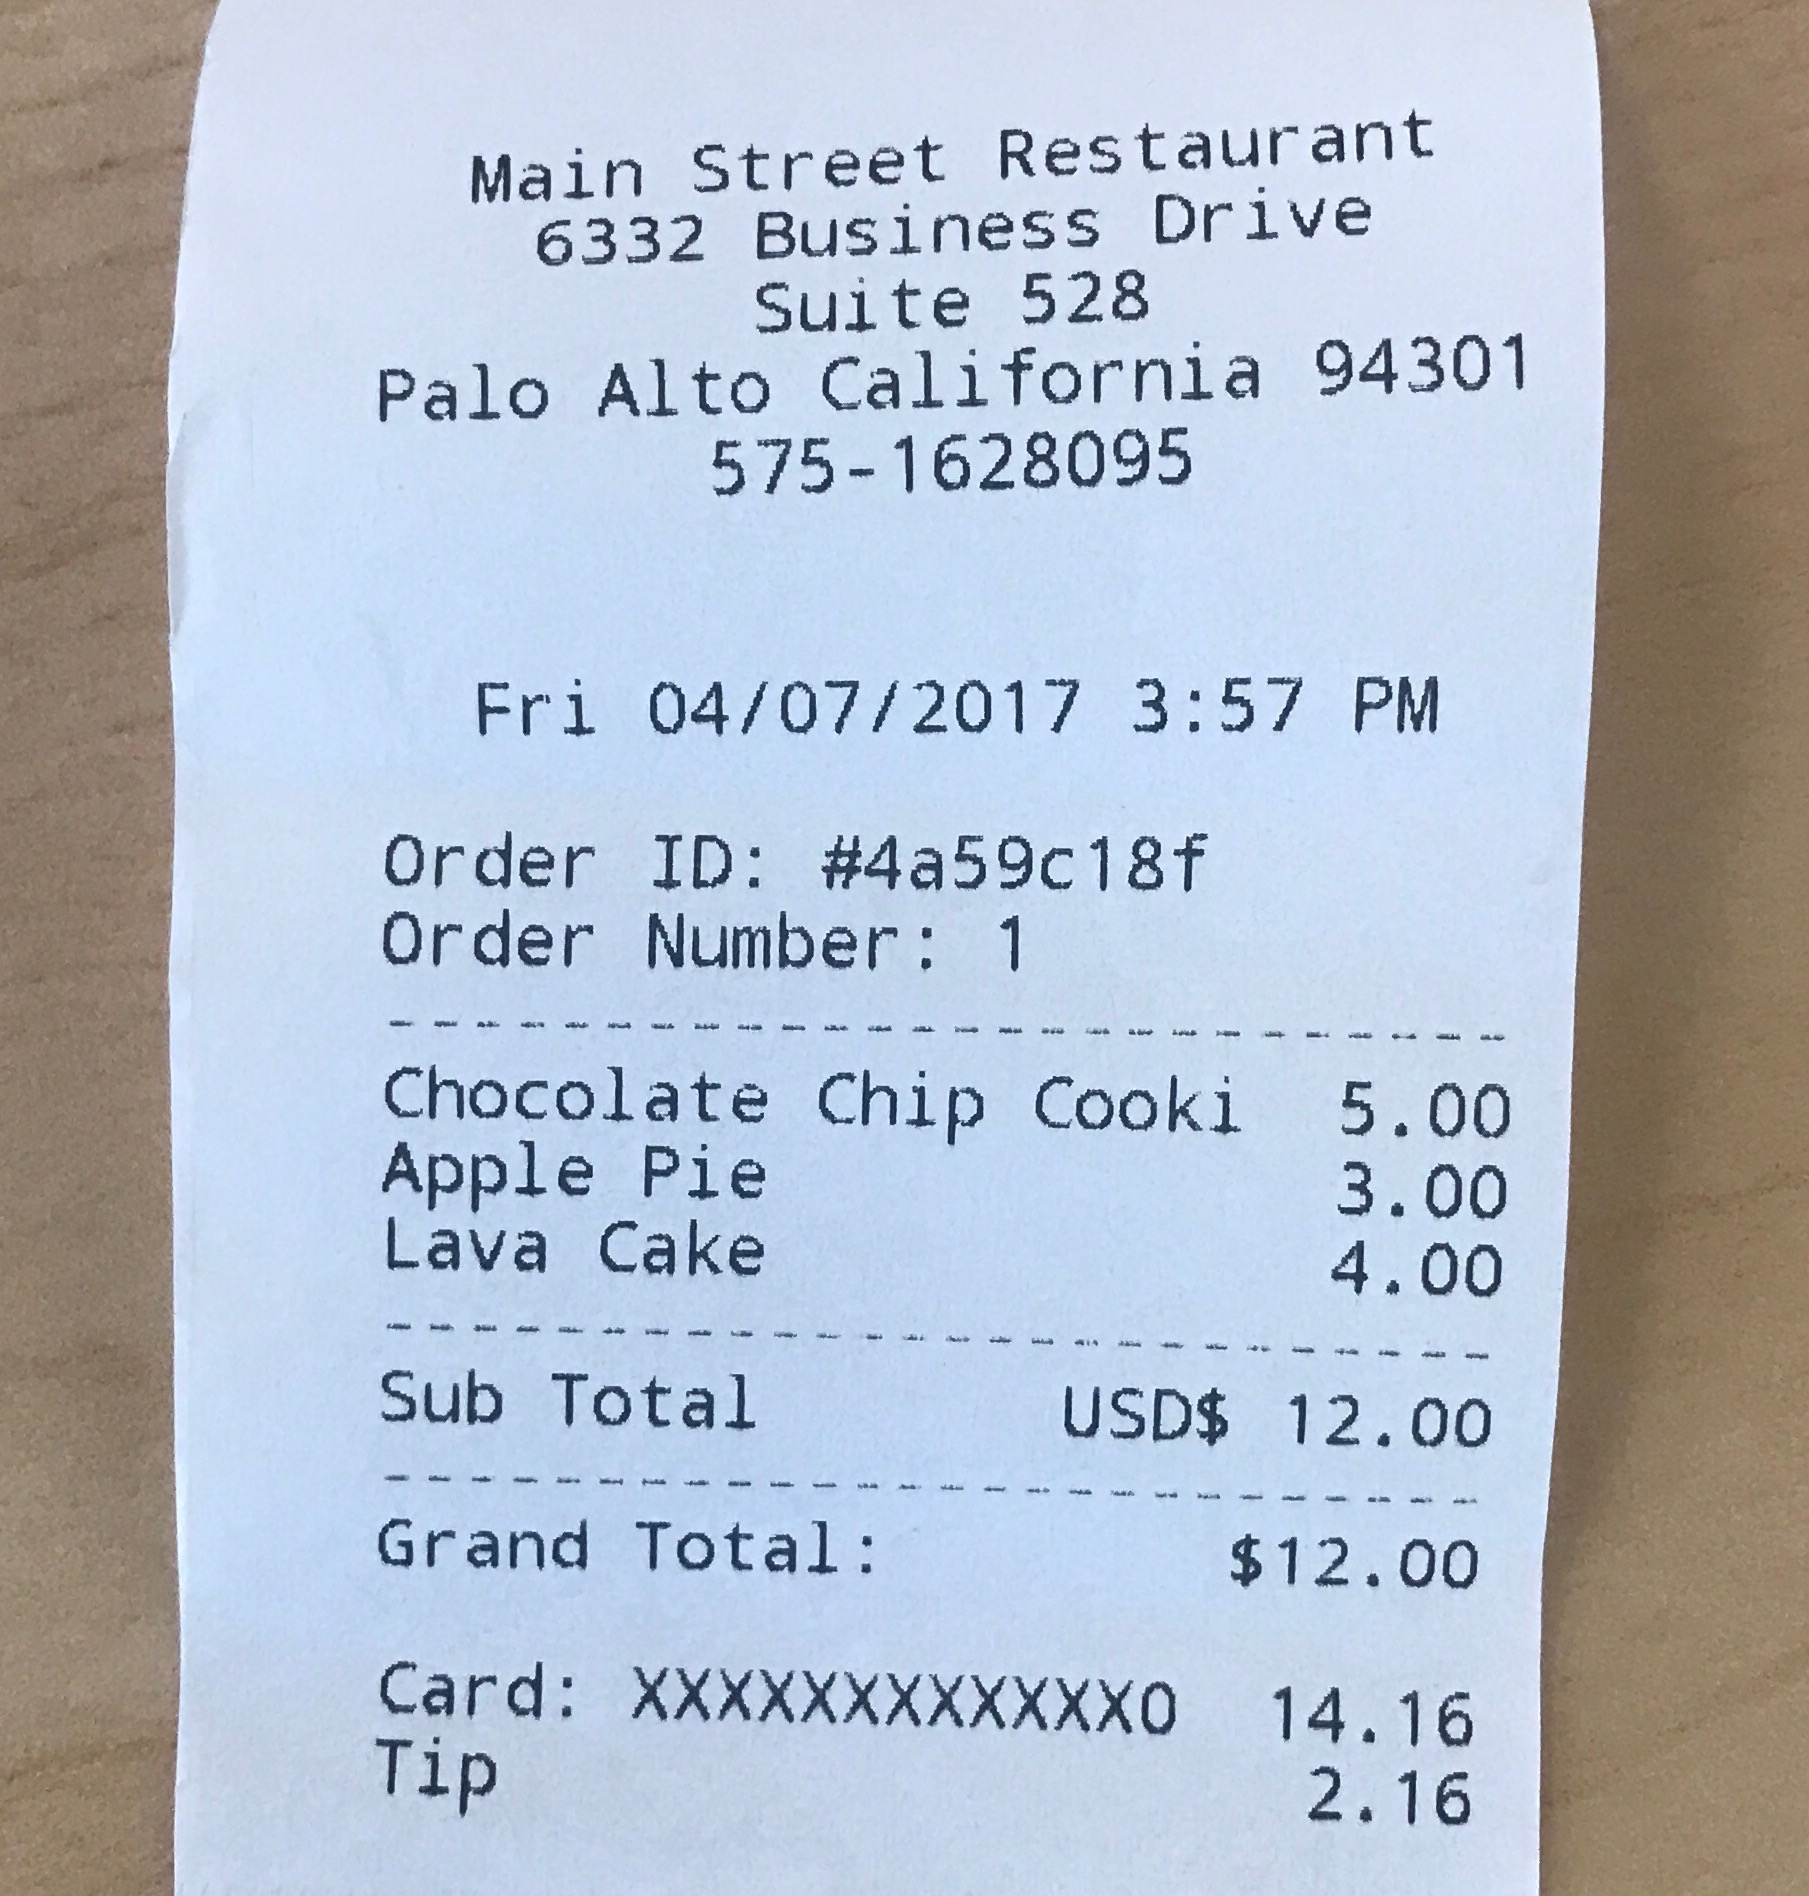 Main Street Restaurant
6332 Business Drive
Suite 528
Palo Alto California 94301
575-1628095
Fri 04/07/2017 3:57 PM
Order ID: #4a59c18f
Order Number: 1
--------------------------
Chocolate Chip Cooki 5.00
Apple Pie 3.00
Lava Cake 4.00
--------------------------
Sub Total USD$ 12.00
--------------------------
Grand Total: $12.00
Card: XXXXXXXXXXXX0 14.16
Tip 2.16